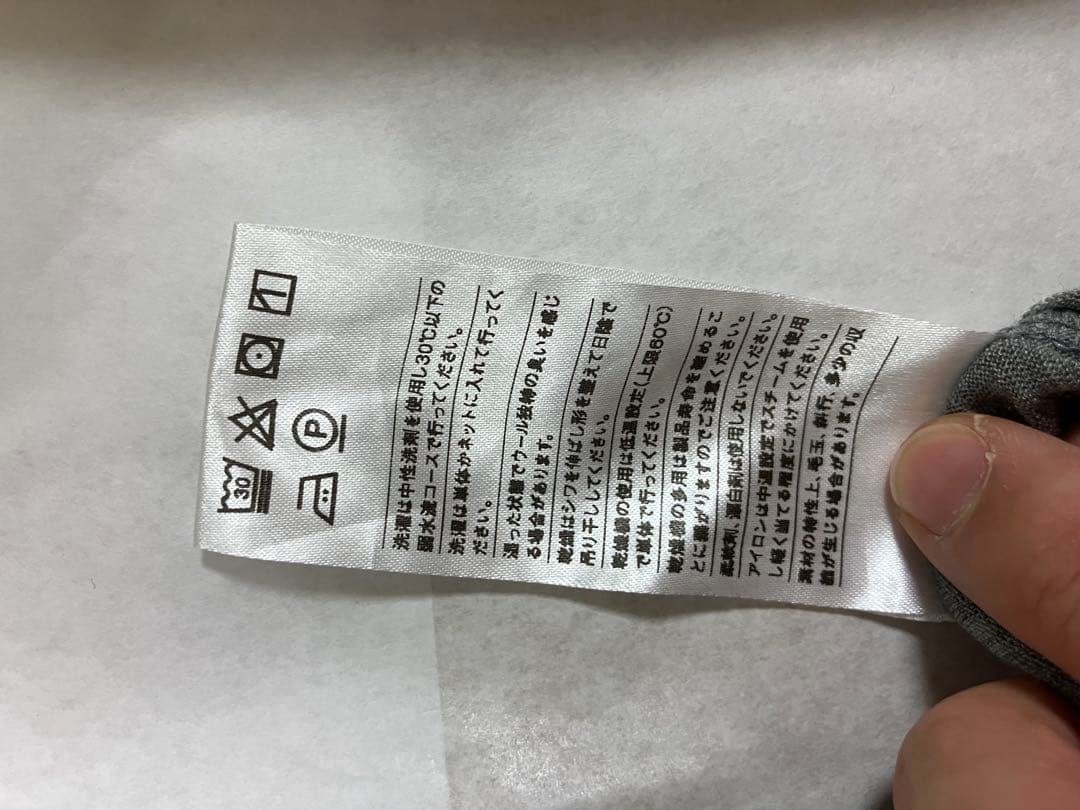 30
P
洗濯は中性洗剤を使用し30℃以下の
弱水流コースで行ってください。
洗濯は単体かネットに入れて行ってく
ださい。
湿った状態でウール独特の臭いを感じ
る場合があります。
乾燥はシワを伸ばし形を整えて日陰で
吊り干ししてください。
乾燥機の使用は低温設定(上限60℃)
で単体で行ってください。
乾燥機の多用は製品寿命を縮めるこ
とに繋がりますのでご注意ください。
柔軟剤、漂白剤は使用しないでください。
アイロンは中温設定でスチームを使用
し軽く当てる程度にかけてください。
素材の特性上、毛玉、斜行、多少の収
縮が生じる場合があります。